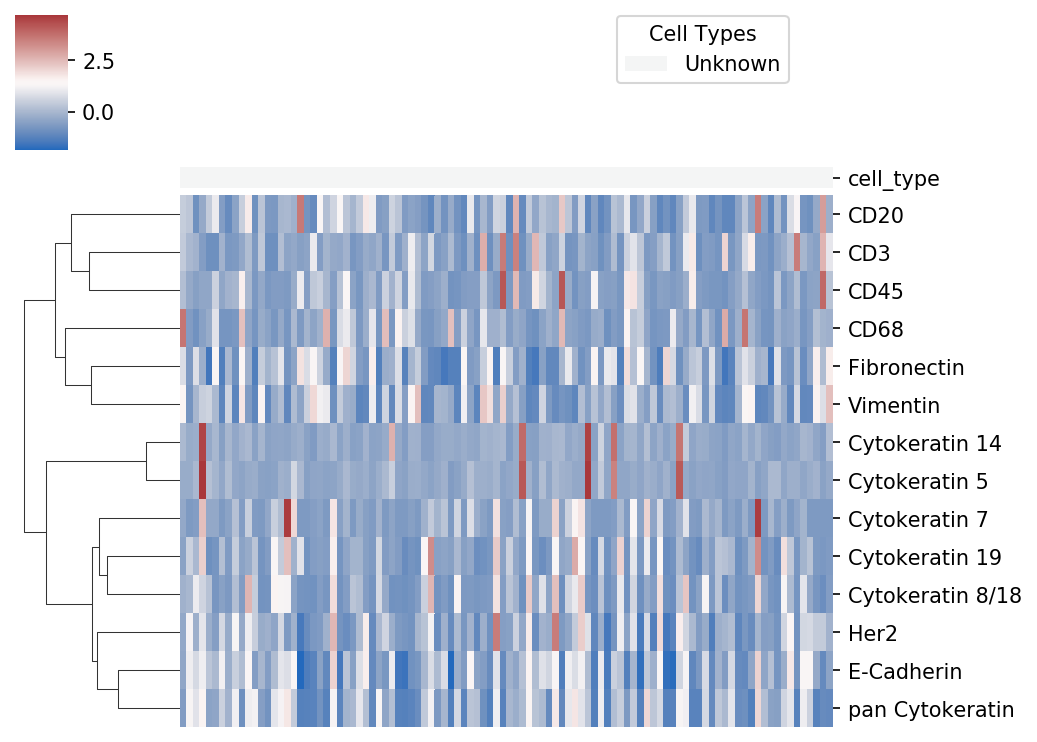 2.5
0.0
Cell Types
Unknown
cell_type
CD20
CD3
CD45
CD68
Fibronectin
Vimentin
Cytokeratin 14
Cytokeratin 5
Cytokeratin 7
Cytokeratin 19
Cytokeratin 8/18
Her2
E-Cadherin
pan Cytokeratin